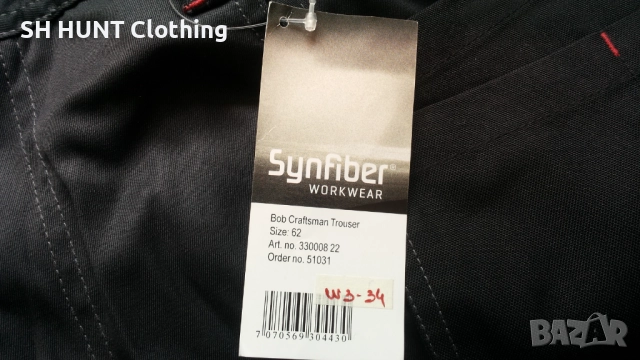 SH HUNT Clothing
Synfiber®
WORKWEAR
Bob Craftsman Trouser
Size: 62
Art. no. 330008 22
Order no. 51031
W3-34
7 070569 304430
BAZAR